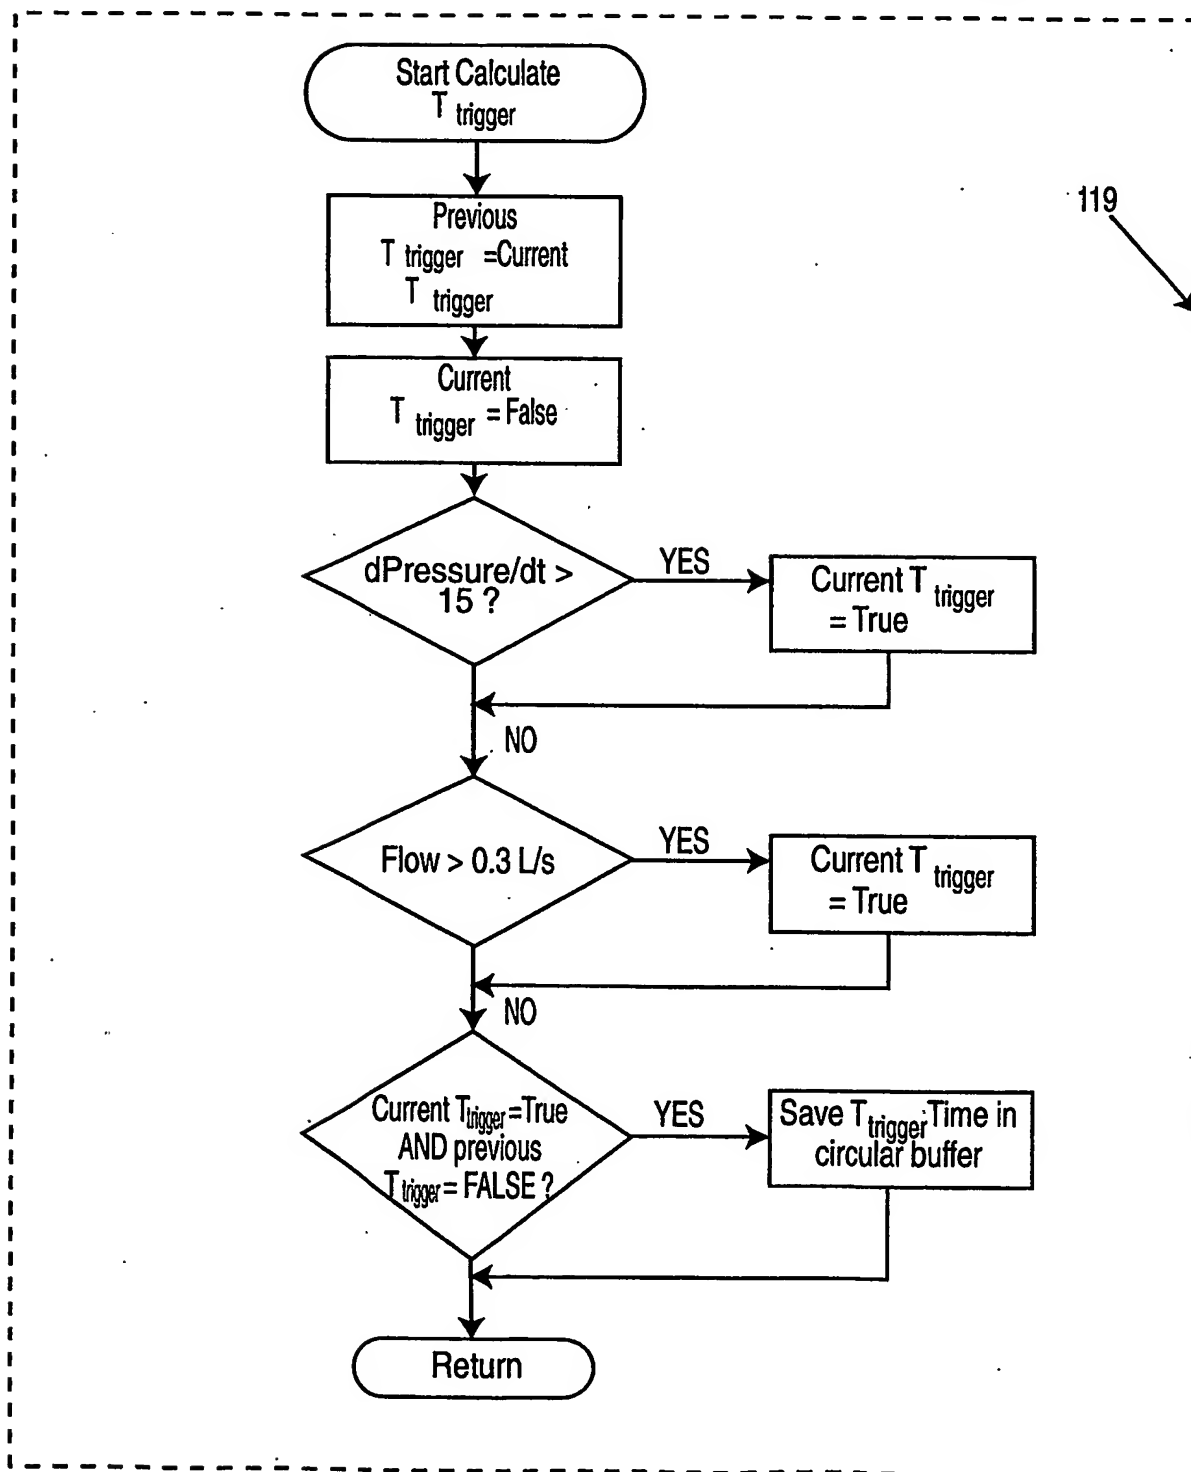 Start Calculate
T trigger
119
Previous
T trigger =Current
T trigger
Current
T trigger = False
dPressure/dt >
15 ?
YES
Current T trigger
= True
NO
Flow > 0.3 L/s
YES
Current T trigger
= True
NO
Current Ttrigger=True
AND previous
T trigger= FALSE ?
YES
Save Ttrigger Time in
circular buffer
Return